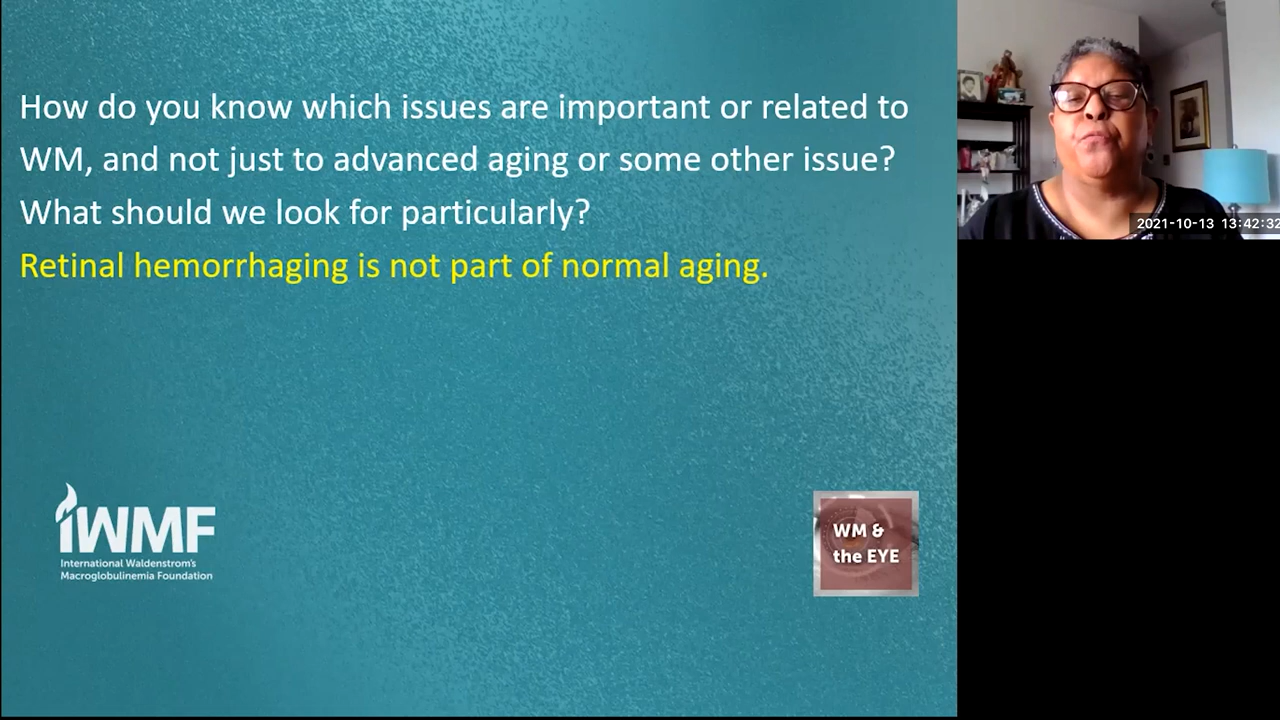 How do you know which issues are important or related to
WM, and not just to advanced aging or some other issue?
What should we look for particularly?
Retinal hemorrhaging is not part of normal aging.
2021-10-13 13:42:32
iWMF
International Waldenstrom's
Macroglobulinemia Foundation
WM &
the EYE